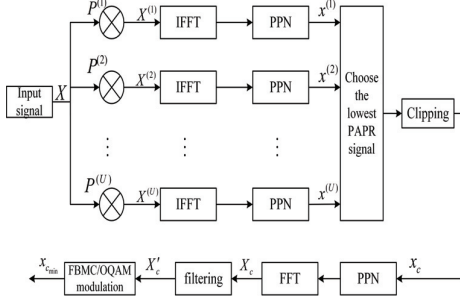 P^(1) X^(1) IFFT PPN x^(1)
P^(2) X^(2) IFFT PPN x^(2)
Input signal X
Choose the lowest PAPR signal
Clipping
P^(U) X^(U) IFFT PPN x^(U)
x_cmin FBMC/OQAM modulation X'_c filtering X_c FFT PPN x_c